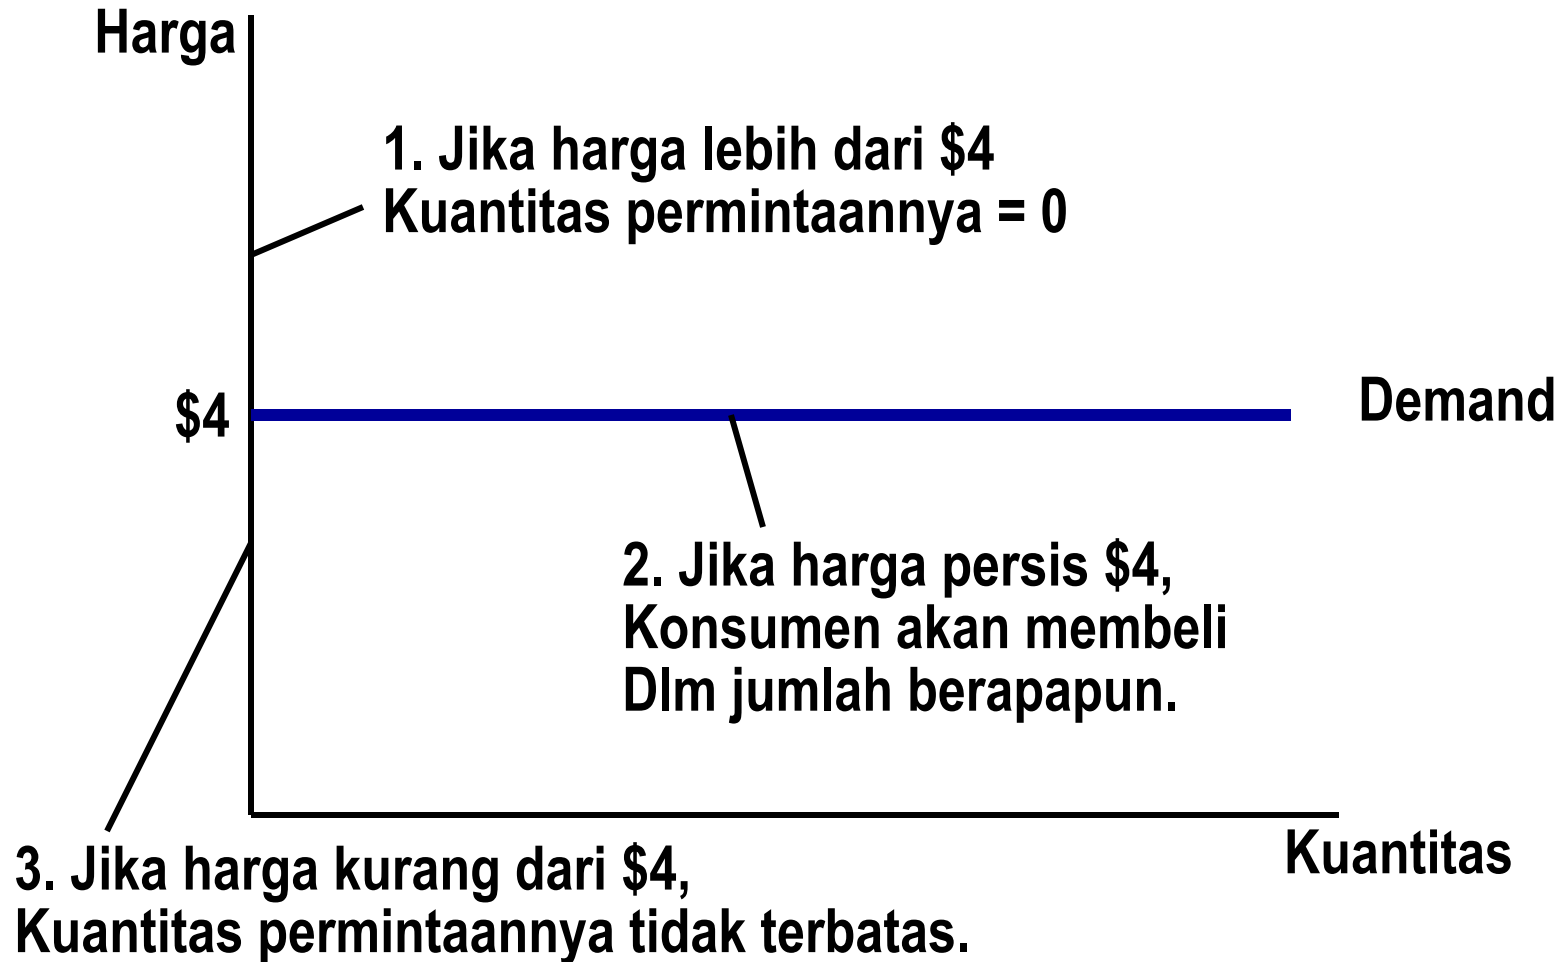 Harga
1. Jika harga lebih dari $4
Kuantitas permintaannya = 0
$4
Demand
2. Jika harga persis $4,
Konsumen akan membeli
Dlm jumlah berapapun.
Kuantitas
3. Jika harga kurang dari $4,
Kuantitas permintaannya tidak terbatas.